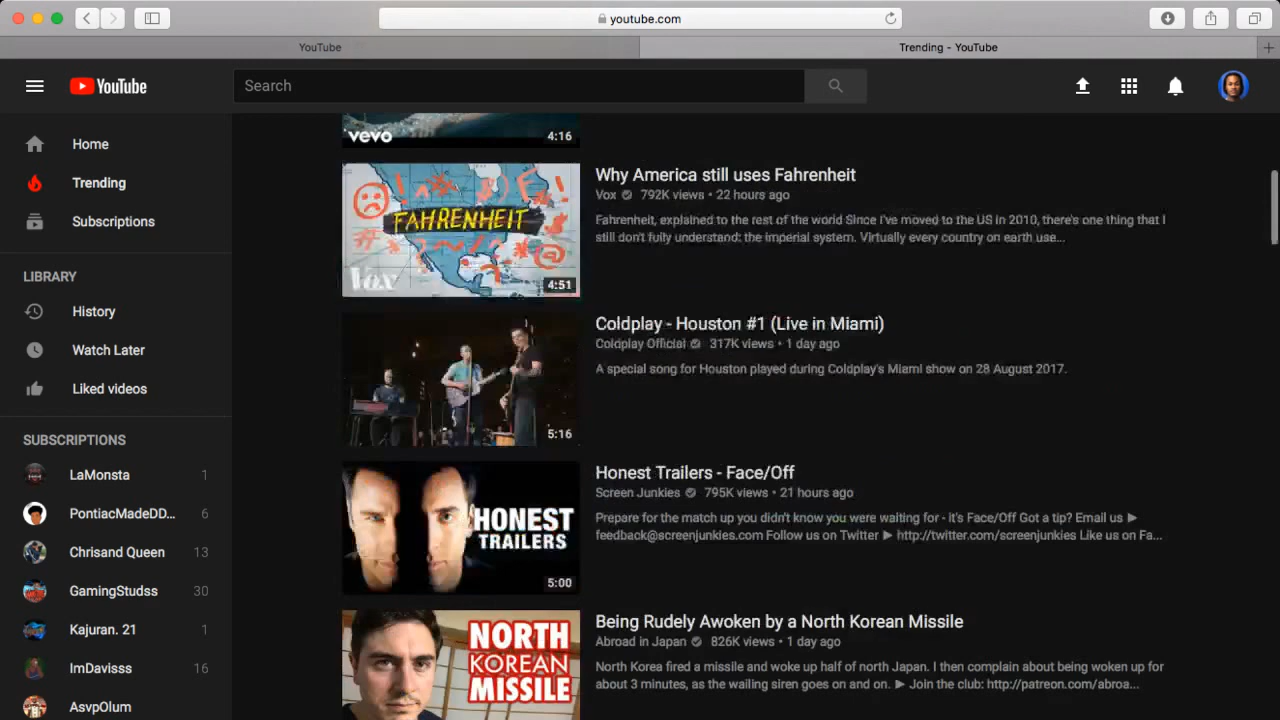 youtube.com
YouTube
Trending - YouTube
YouTube
Search
Home
Trending
Subscriptions
LIBRARY
History
Watch Later
Liked videos
SUBSCRIPTIONS
LaMonsta 1
PontiacMadeDD... 6
Chrisand Queen 13
GamingStudss 30
Kajuran. 21 1
ImDavisss 16
AsvpOlum
vevo
4:16
FAHRENHEIT
Vox
4:51
Why America still uses Fahrenheit
Vox 792K views • 22 hours ago
Fahrenheit, explained to the rest of the world Since I've moved to the US in 2010, there's one thing that I
still don't fully understand: the imperial system. Virtually every country on earth use...
5:16
Coldplay - Houston #1 (Live in Miami)
Coldplay Official 317K views • 1 day ago
A special song for Houston played during Coldplay's Miami show on 28 August 2017.
HONEST
TRAILERS
5:00
Honest Trailers - Face/Off
Screen Junkies 795K views • 21 hours ago
Prepare for the match up you didn't know you were waiting for - it's Face/Off Got a tip? Email us ►
feedback@screenjunkies.com Follow us on Twitter ► http://twitter.com/screenjunkies Like us on Fa...
NORTH
KOREAN
MISSILE
Being Rudely Awoken by a North Korean Missile
Abroad in Japan 826K views • 1 day ago
North Korea fired a missile and woke up half of north Japan. I then complain about being woken up for
about 3 minutes, as the wailing siren goes on and on. ► Join the club: http://patreon.com/abroa...